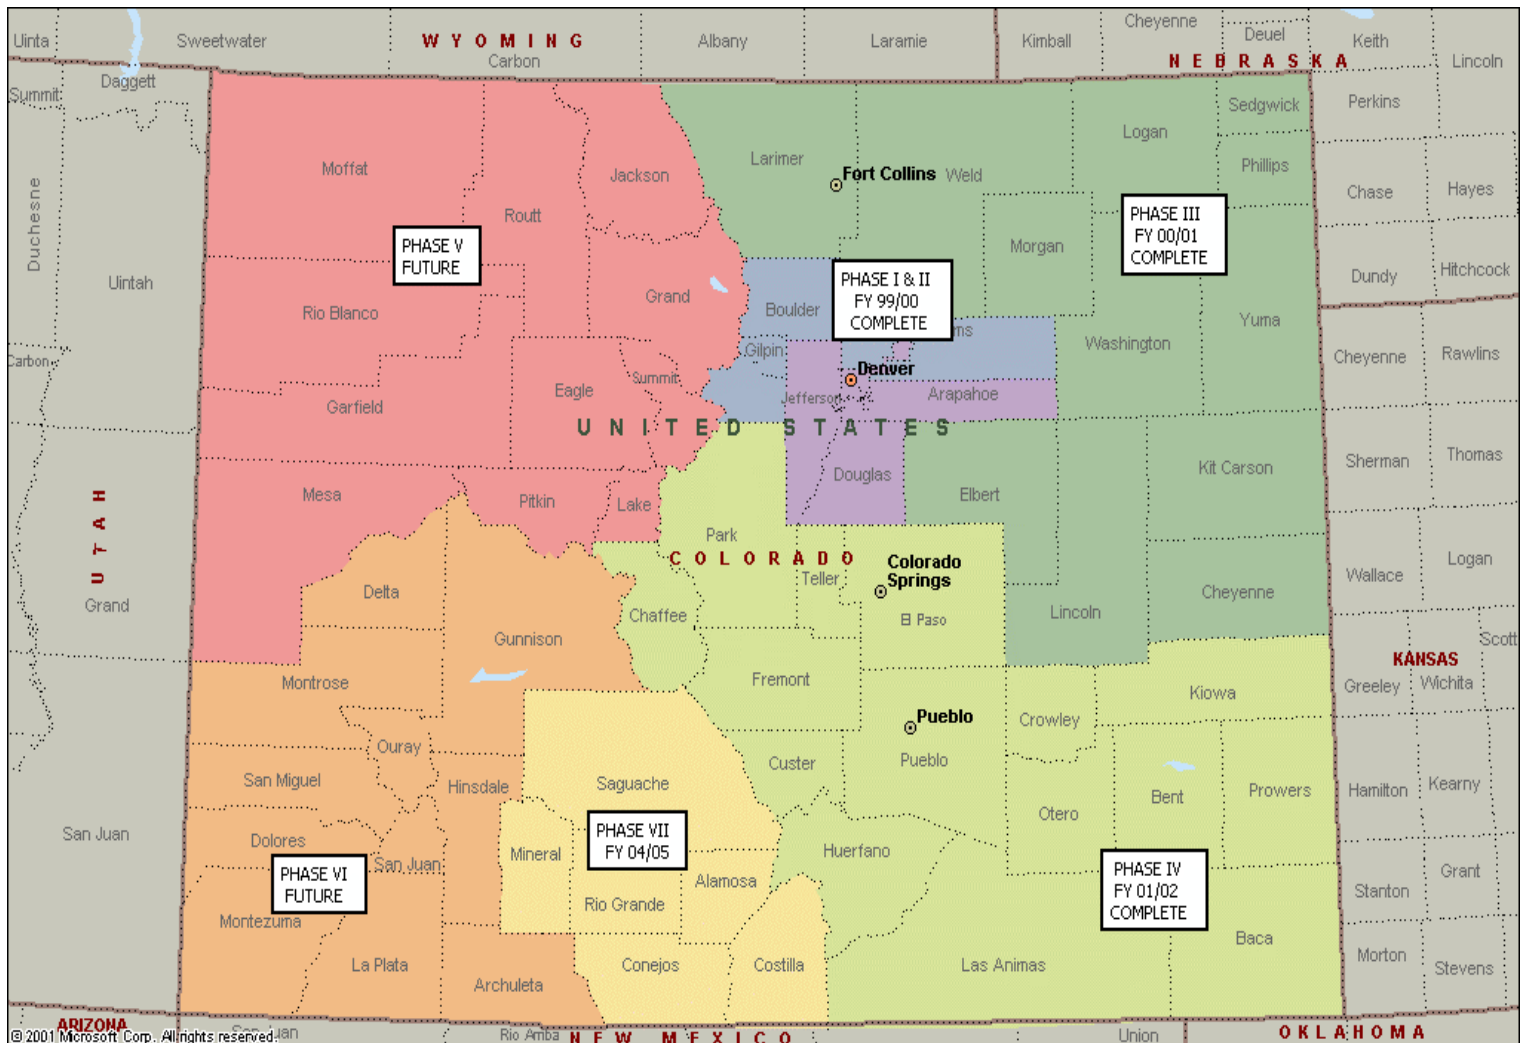 Cheyenne
Uinta
Sweetwater
WYOMING
Carbon
Albany
Laramie
Kimball
Deuel
Keith
NEBRASKA
Lincoln
Daggett
Summit
Perkins
Sedgwick
Logan
Moffat
Jackson
Larimer
Fort Collins
Weld
Phillips
Chase
Hayes
Duchesne
Routt
PHASE V
FUTURE
PHASE III
FY 00/01
COMPLETE
Morgan
Uintah
Dundy
Hitchcock
Grand
Rio Blanco
Boulder
PHASE I & II
FY 99/00
COMPLETE
ms
Yuma
Washington
Carbon
Gilpin
Cheyenne
Rawlins
Denver
Summit
Eagle
Jefferson
Arapahoe
Garfield
UNITED STATES
Mesa
Pitkin
Lake
Douglas
Elbert
Kit Carson
Sherman
Thomas
UTAH
Park
COLORADO
Colorado
Springs
Teller
Delta
Grand
Chaffee
El Paso
Lincoln
Cheyenne
Wallace
Logan
Gunnison
Scott
KANSAS
Montrose
Fremont
Kiowa
Greeley
Wichita
Pueblo
Crowley
Ouray
Custer
Pueblo
San Miguel
Hinsdale
Saguache
Otero
Bent
Prowers
Hamilton
Kearny
San Juan
Dolores
PHASE VII
FY 04/05
Mineral
Huerfano
San Juan
PHASE VI
FUTURE
Alamosa
PHASE IV
FY 01/02
COMPLETE
Grant
Stanton
Rio Grande
Montezuma
La Plata
Archuleta
Conejos
Costilla
Las Animas
Baca
Morton
Stevens
ARIZONA
San Juan
Rio Arriba
NEW MEXICO
Union
OKLAHOMA
© 2001 Microsoft Corp. All rights reserved.